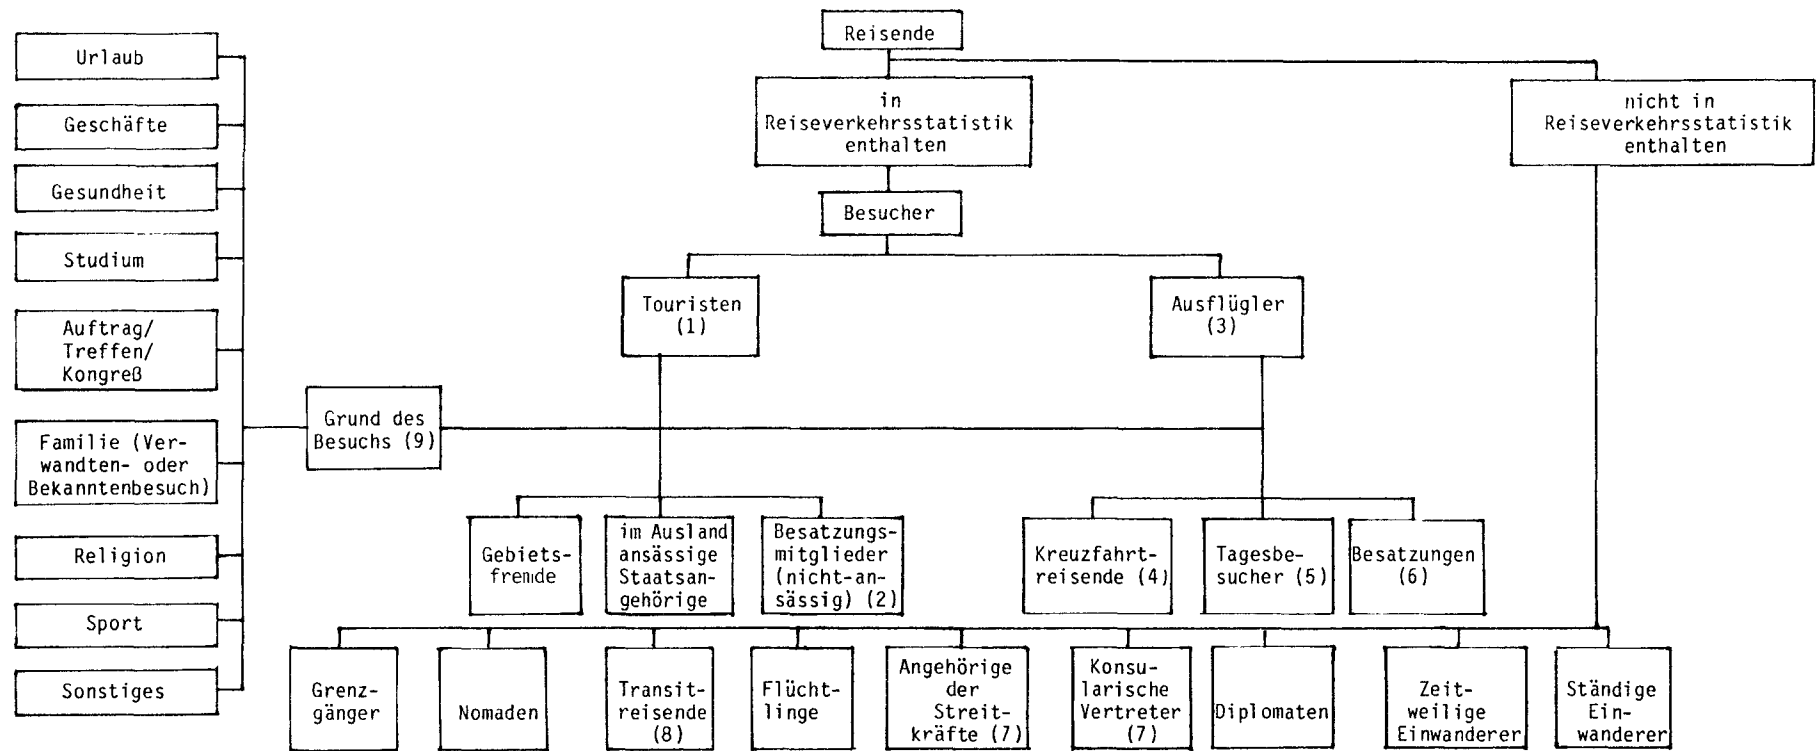 Reisende
in
Reiseverkehrsstatistik
enthalten
nicht in
Reiseverkehrsstatistik
enthalten
Besucher
Touristen
(1)
Ausflügler
(3)
Urlaub
Geschäfte
Gesundheit
Studium
Auftrag/
Treffen/
Kongreß
Familie (Ver-
wandten- oder
Bekanntenbesuch)
Religion
Sport
Sonstiges
Grund des
Besuchs (9)
Gebiets-
fremde
im Ausland
ansässige
Staatsan-
gehörige
Besatzungs-
mitglieder
(nicht-an-
sässig) (2)
Kreuzfahrt-
reisende (4)
Tagesbe-
sucher (5)
Besatzungen
(6)
Grenz-
gänger
Nomaden
Transit-
reisende
(8)
Flücht-
linge
Angehörige
der
Streit-
kräfte (7)
Konsu-
larische
Vertreter
(7)
Diplomaten
Zeit-
weilige
Einwanderer
Ständige
Ein-
wanderer